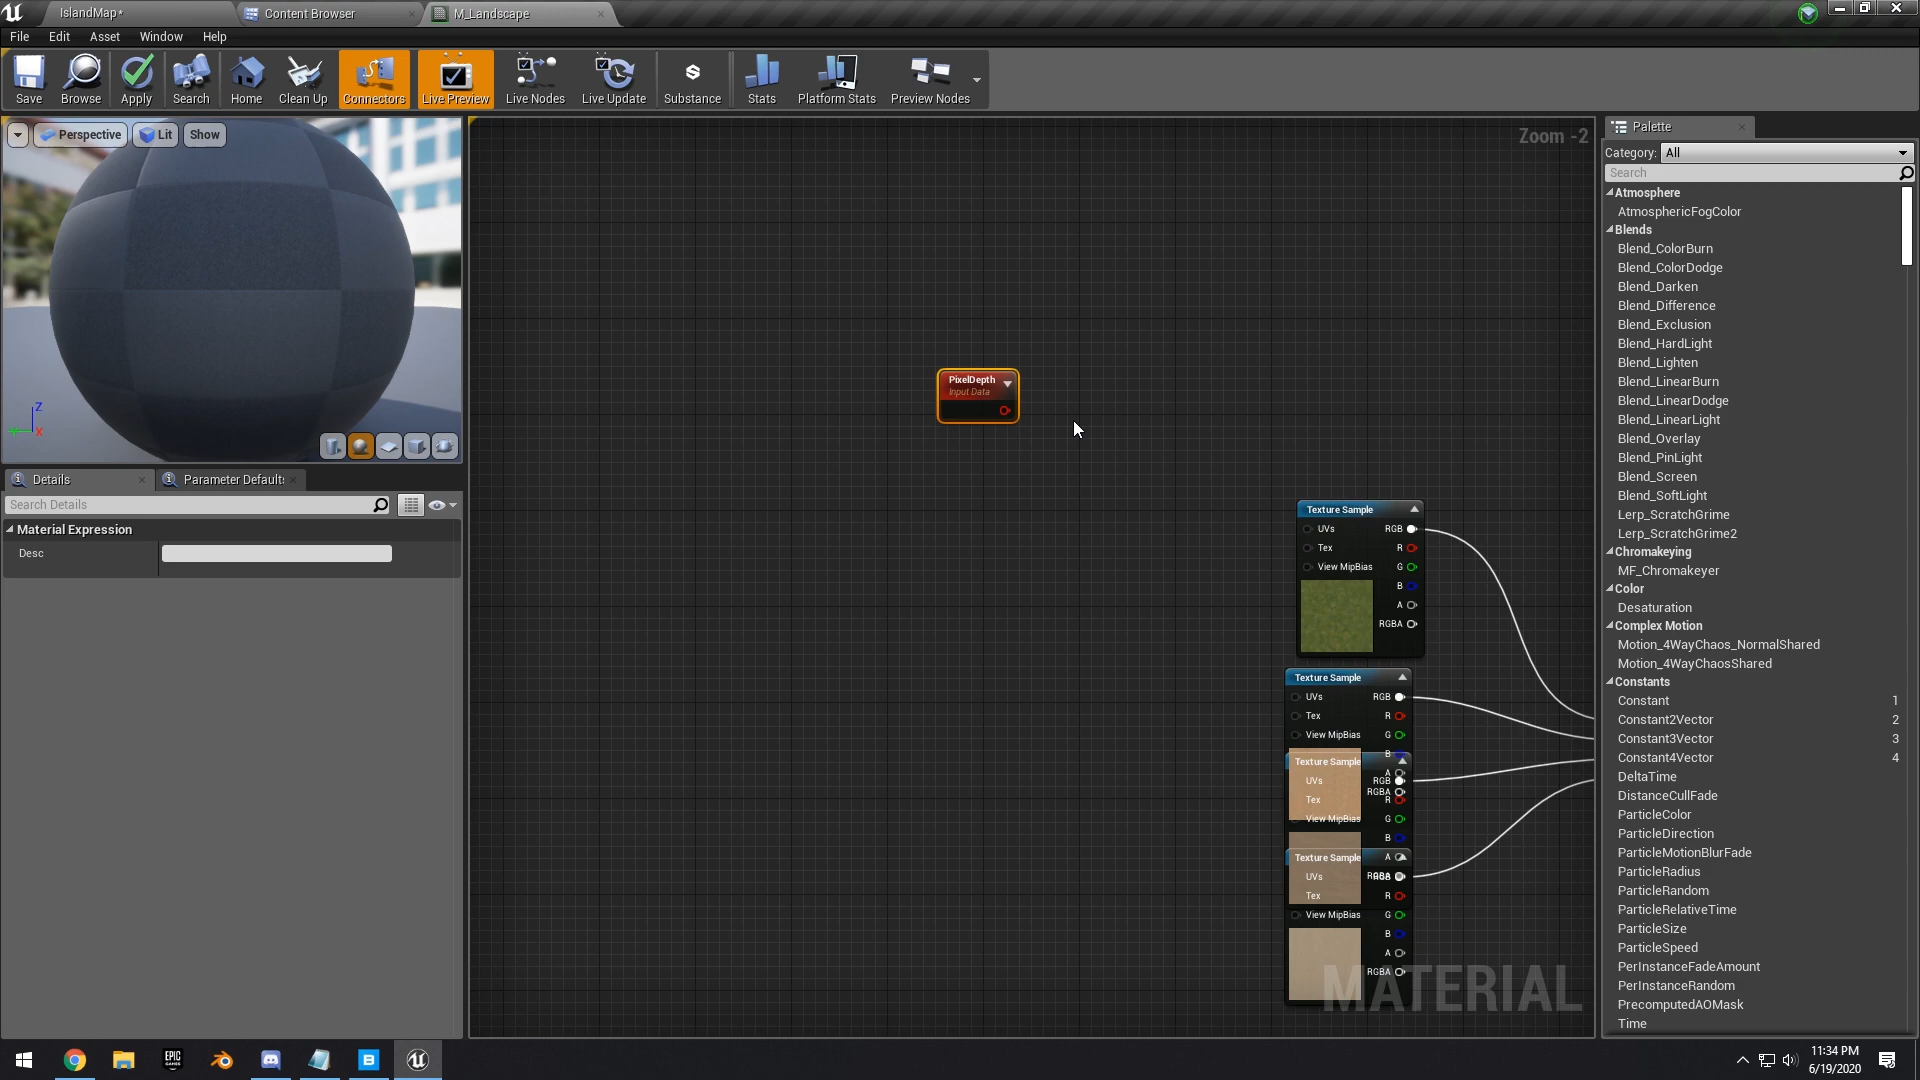 IslandMap*
Content Browser
M_Landscape
File Edit Asset Window Help
Save Browse Apply Search Home Clean Up Connectors Live Preview Live Nodes Live Update Substance Stats Platform Stats Preview Nodes
Perspective Lit Show
Z
X
Details
Parameter Defaults
Search Details
Material Expression
Desc
Zoom -2
PixelDepth
Input Data
Texture Sample
UVs RGB
Tex R
View MipBias G
B
A
RGBA
Texture Sample
UVs RGB
Tex R
View MipBias G
B
Texture Sample
A
UVs RGB
RGBA
Tex R
View MipBias G
B
Texture Sample A
UVs
Tex R
View MipBias G
B
A
RGBA
MATERIAL
Palette
Category: All
Search
Atmosphere
AtmosphericFogColor
Blends
Blend_ColorBurn
Blend_ColorDodge
Blend_Darken
Blend_Difference
Blend_Exclusion
Blend_HardLight
Blend_Lighten
Blend_LinearBurn
Blend_LinearDodge
Blend_LinearLight
Blend_Overlay
Blend_PinLight
Blend_Screen
Blend_SoftLight
Lerp_ScratchGrime
Lerp_ScratchGrime2
Chromakeying
MF_Chromakeyer
Color
Desaturation
Complex Motion
Motion_4WayChaos_NormalShared
Motion_4WayChaosShared
Constants
Constant 1
Constant2Vector 2
Constant3Vector 3
Constant4Vector 4
DeltaTime
DistanceCullFade
ParticleColor
ParticleDirection
ParticleMotionBlurFade
ParticleRadius
ParticleRandom
ParticleRelativeTime
ParticleSize
ParticleSpeed
PerInstanceFadeAmount
PerInstanceRandom
PrecomputedAOMask
Time
EPIC
GAMES
11:34 PM
6/19/2020